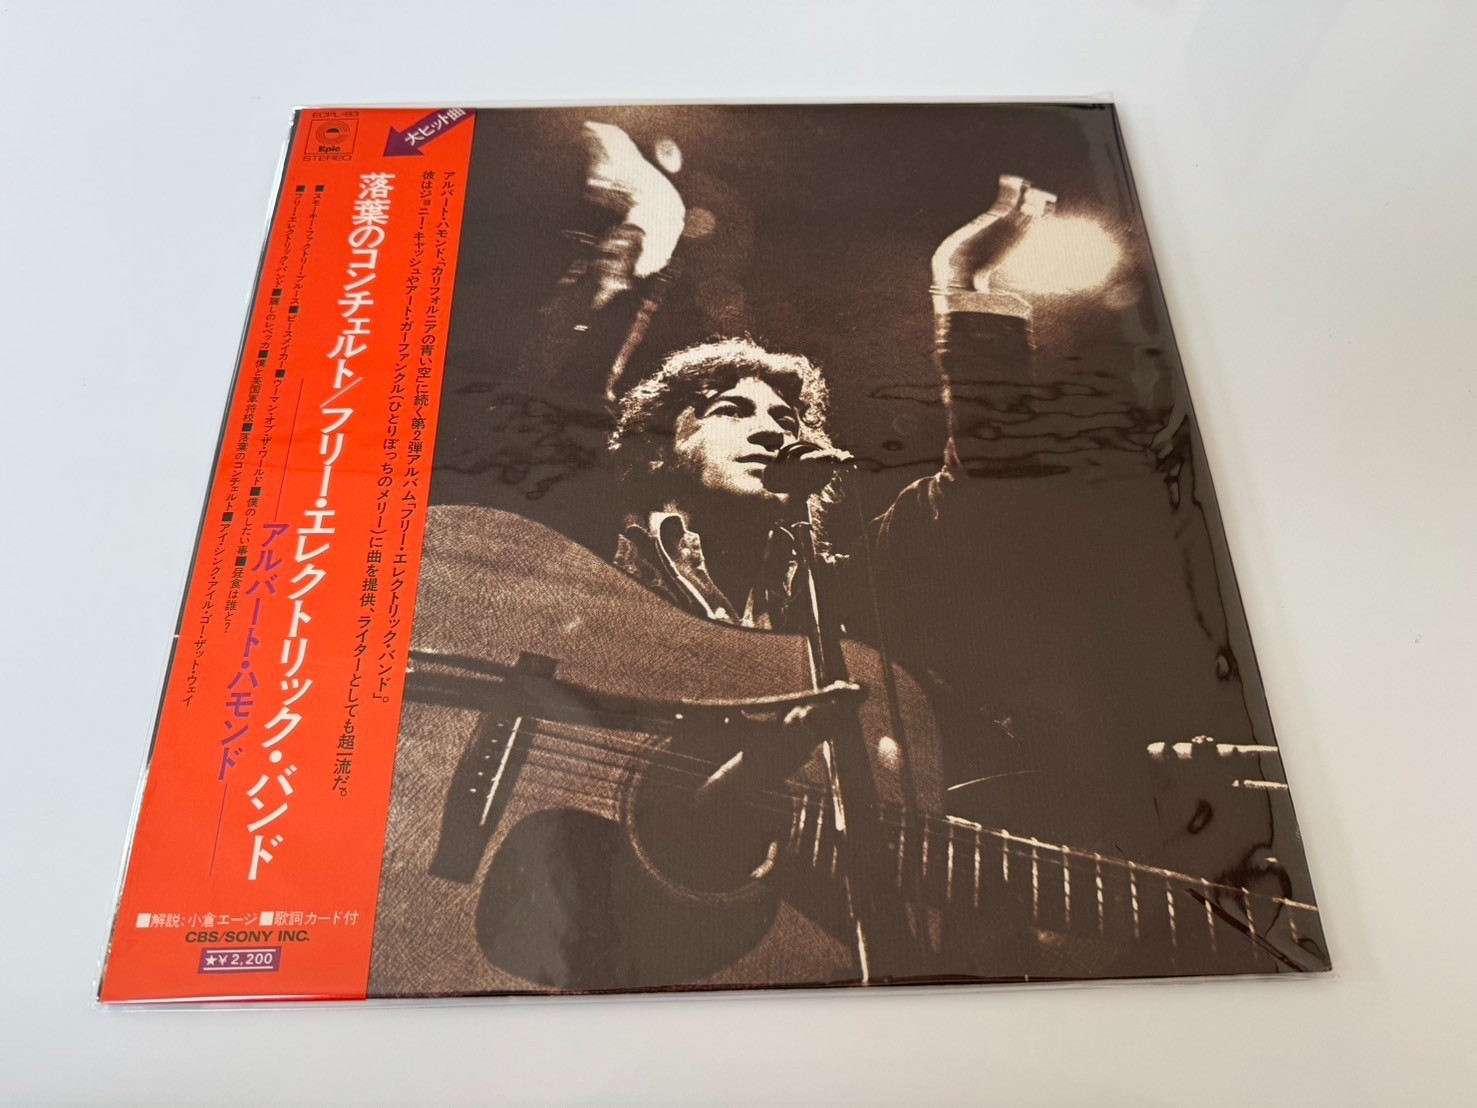 ECPL-83
Epic
STEREO
大ヒット曲
アルバート・ハモンド、「カリフォルニアの青い空」に続く第2弾アルバム「フリー・エレクトリック・バンド」。
彼はジョニー・キャッシュやアート・ガーファンクル(ひとりぼっちのメリー)に曲を提供、ライターとしても超一流だ。
落葉のコンチェルト/フリー・エレクトリック・バンド
アルバート・ハモンド
■スモーキー・ファクトリー・ブルース■ピースメイカー■ウーマン・オブ・ザ・ワールド■僕のしたい事■昼食は誰と?
■フリー・エレクトリック・バンド■麗しのレベッカ■僕と英国軍将校■落葉のコンチェルト■アイ・シンク・アイル・ゴー・ザット・ウェイ
■解説:小倉エージ■歌詞カード付
CBS/SONY INC.
★¥2,200